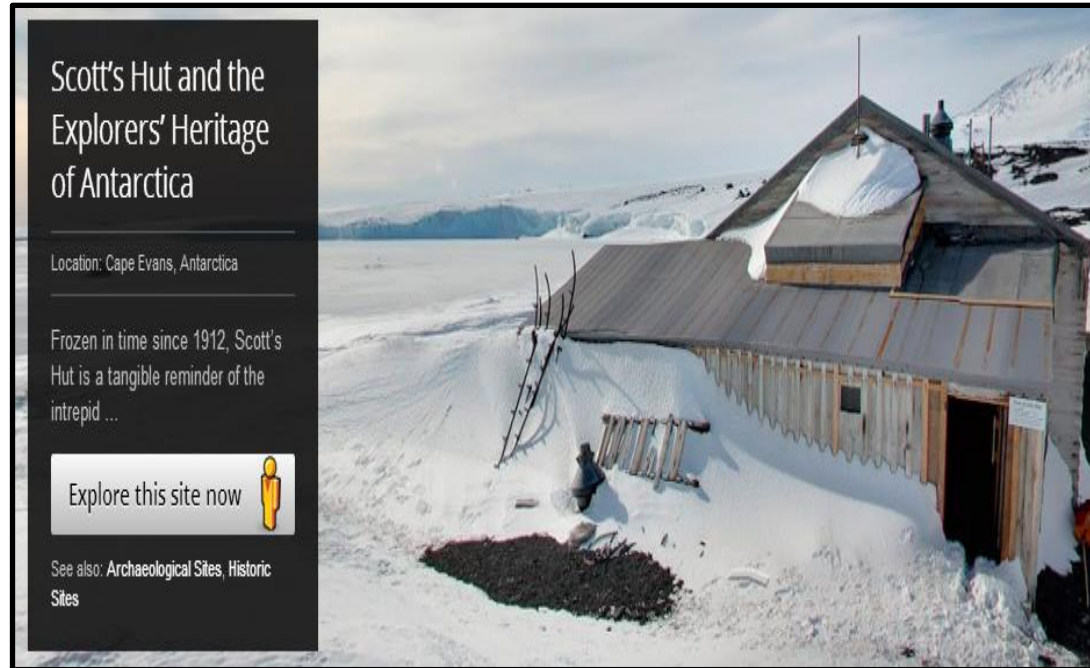 Scott's Hut and the
Explorers' Heritage
of Antarctica
Location: Cape Evans, Antarctica
Frozen in time since 1912, Scott's
Hut is a tangible reminder of the
intrepid ...
Explore this site now
See also: Archaeological Sites, Historic
Sites